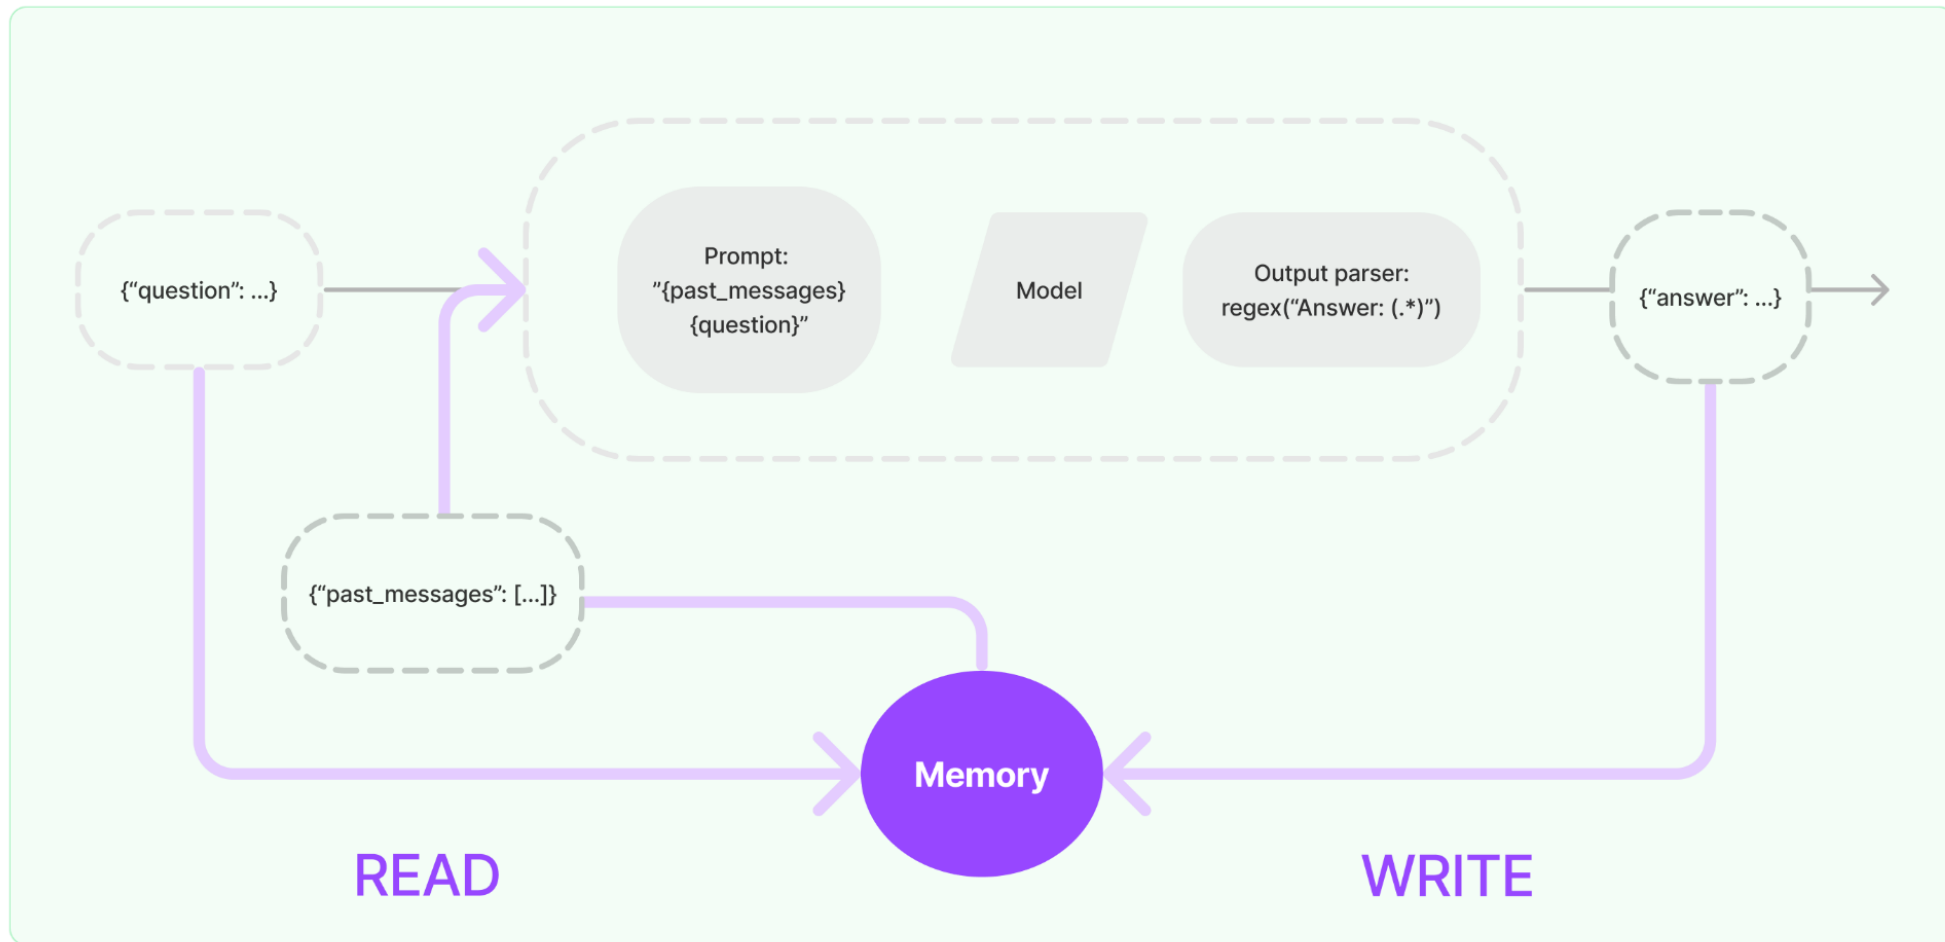 {“question”: ...}
Prompt:
”{past_messages}
{question}”
Model
Output parser:
regex(“Answer: (.*)”)
{“answer”: ...}
{“past_messages”: [...]}
Memory
READ
WRITE